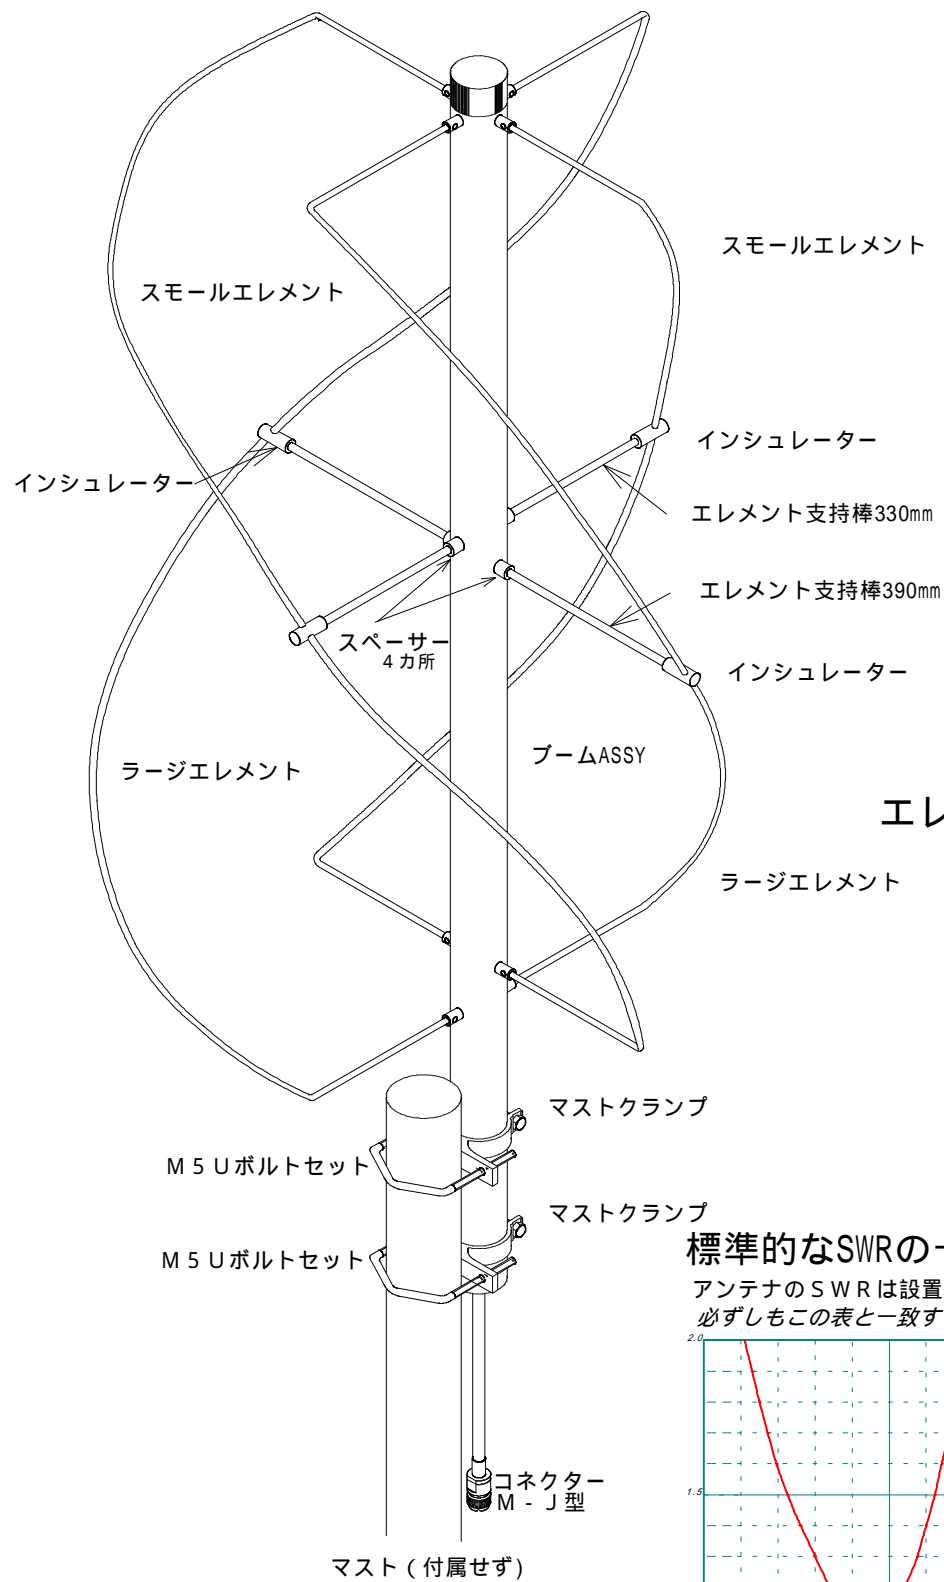 スモールエレメント
スモールエレメント
インシュレーター
インシュレーター
エレメント支持棒330mm
エレメント支持棒390mm
スペーサー
4カ所
インシュレーター
ブームASSY
ラージエレメント
エレ
ラージエレメント
マストクランプ
M5Uボルトセット
マストクランプ
M5Uボルトセット
標準的なSWRの
アンテナのSWRは設置
必ずしもこの表と一致す
2.0
1.5
コネクター
M-J型
マスト(付属せず)